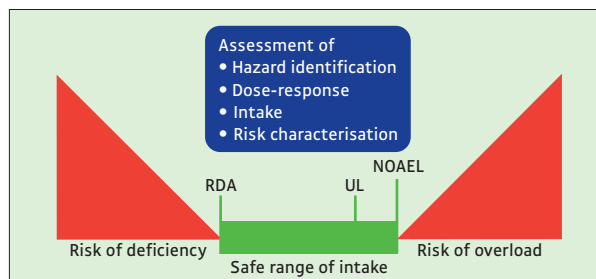 Assessment of
• Hazard identification
• Dose-response
• Intake
• Risk characterisation
NOAEL
RDA
UL
Risk of deficiency
Risk of overload
Safe range of intake